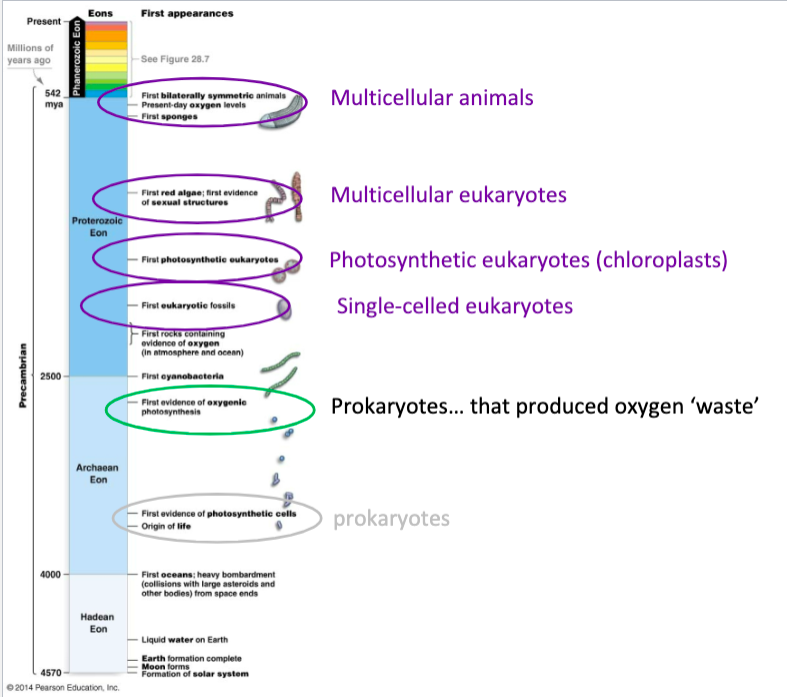 Eons
First appearances
Present
Phanerozoic Eon
Millions of
years ago
See Figure 28.7
542
mya
First bilaterally symmetric animals
Present-day oxygen levels
First sponges
Multicellular animals
First red algae; first evidence
of sexual structures
Multicellular eukaryotes
Proterozoic
Eon
First photosynthetic eukaryotes
Photosynthetic eukaryotes (chloroplasts)
First eukaryotic fossils
Single-celled eukaryotes
First rocks containing
evidence of oxygen
(in atmosphere and ocean)
Precambrian
2500
First cyanobacteria
First evidence of oxygenic
photosynthesis
Prokaryotes… that produced oxygen ‘waste’
Archaean
Eon
First evidence of photosynthetic cells
Origin of life
prokaryotes
4000
First oceans; heavy bombardment
(collisions with large asteroids and
other bodies) from space ends
Hadean
Eon
Liquid water on Earth
Earth formation complete
Moon forms
4570
Formation of solar system
© 2014 Pearson Education, Inc.